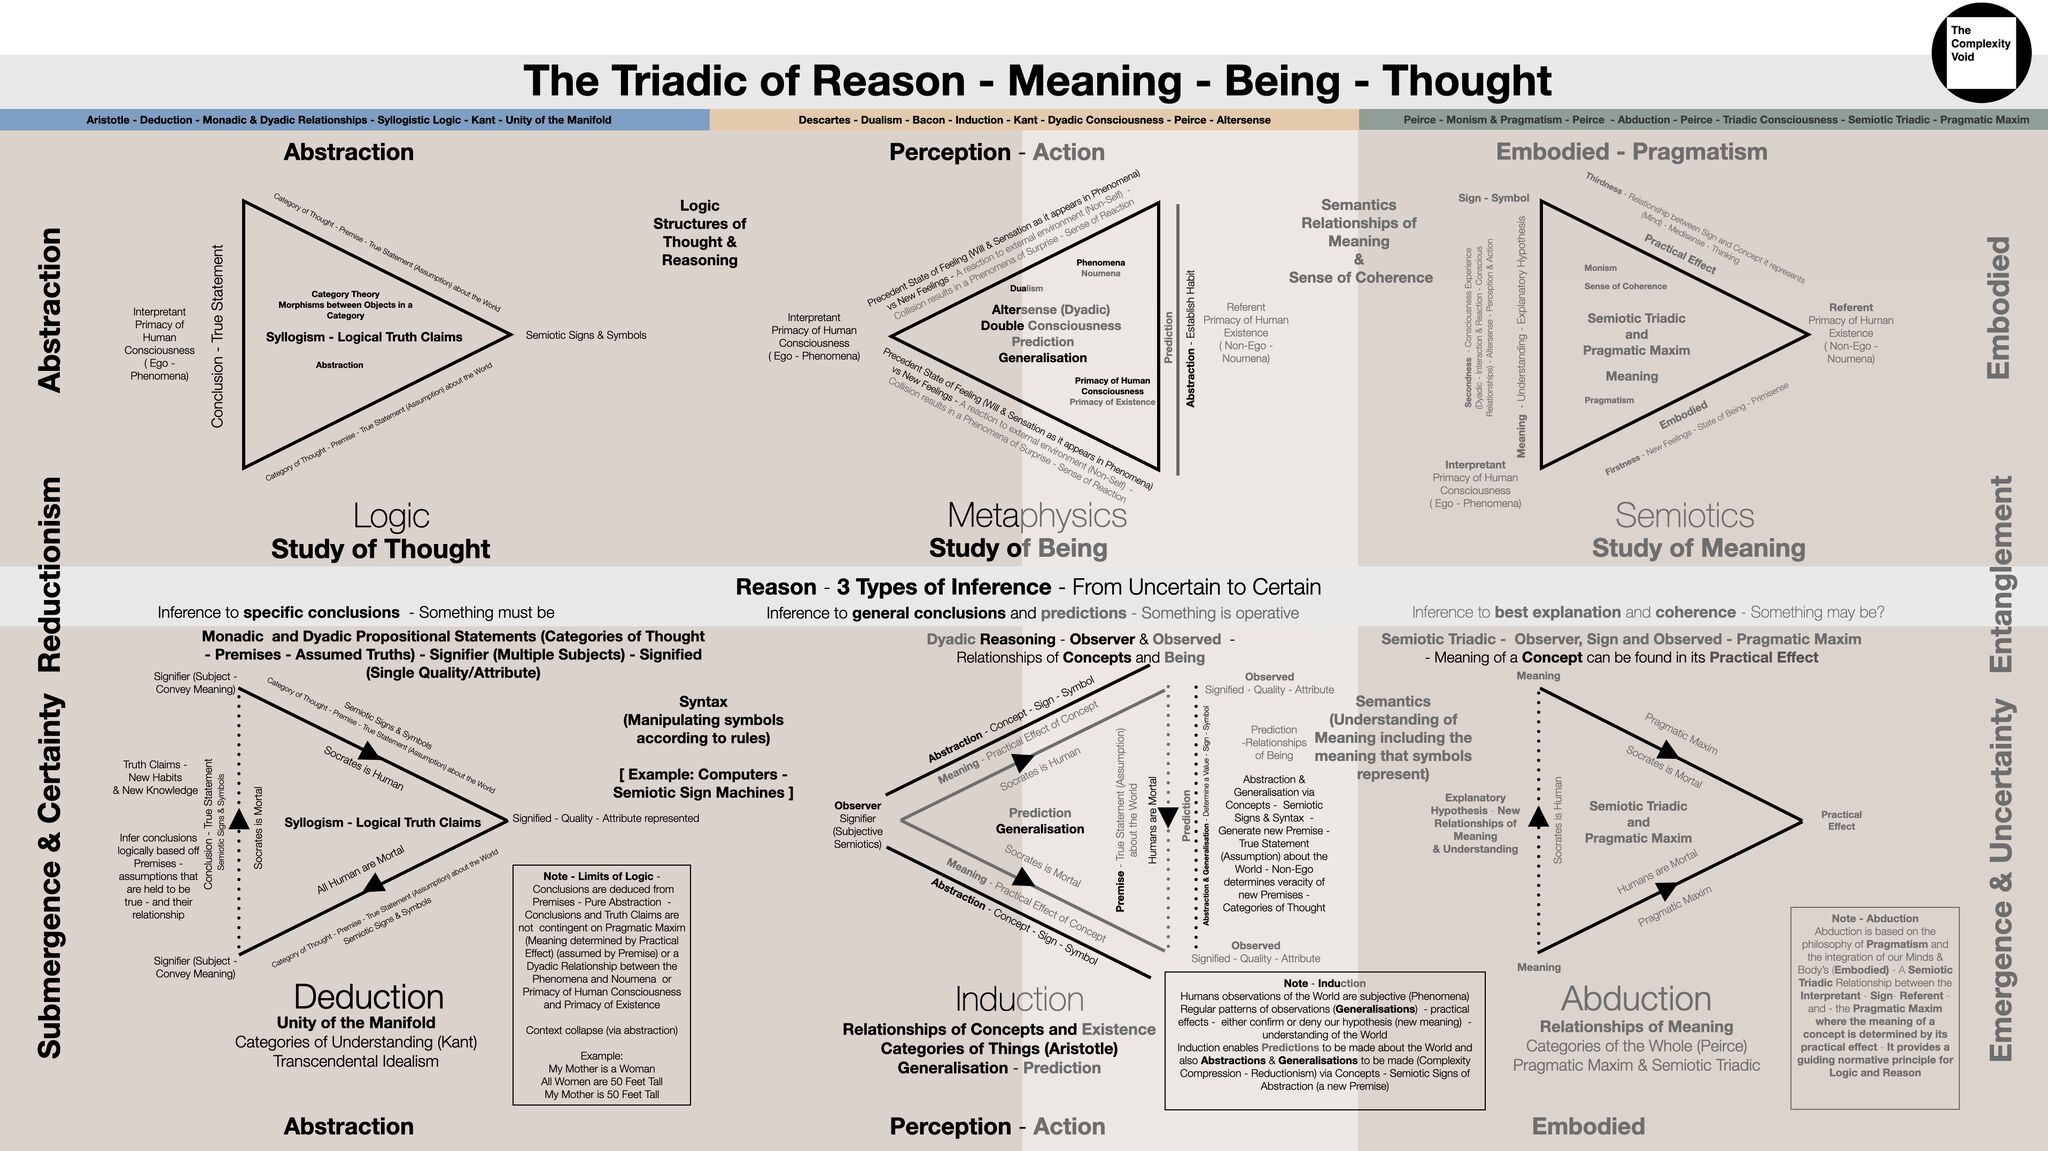 The
Complexity
Void
The Triadic of Reason - Meaning - Being - Thought
Aristotle - Deduction - Monadic & Dyadic Relationships - Syllogistic Logic - Kant - Unity of the Manifold
Descartes - Dualism - Bacon - Induction - Kant - Dyadic Consciousness - Peirce - Altersense
Peirce - Monism & Pragmatism - Peirce - Abduction - Peirce - Triadic Consciousness - Semiotic Triadic - Pragmatic Maxim
Abstraction
Perception - Action
Embodied - Pragmatism
Abstraction
Reductionism
Submergence & Certainty
Category of Thought - Premise - True Statement (Assumption) about the World
Conclusion - True Statement
Interpretant
Primacy of
Human
Consciousness
( Ego -
Phenomena)
Category Theory
Morphisms between Objects in a
Category
Syllogism - Logical Truth Claims
Abstraction
Semiotic Signs & Symbols
Category of Thought - Premise - True Statement (Assumption) about the World
Logic
Study of Thought
Logic
Structures of
Thought &
Reasoning
Precedent State of Feeling (Will & Sensation as it appears in Phenomena)
vs New Feelings - A reaction to external environment (Non-Self) -
Collision results in a Phenomena of Surprise - Sense of Reaction
Interpretant
Primacy of Human
Consciousness
( Ego - Phenomena)
Phenomena
Noumena
Dualism
Altersense (Dyadic)
Double Consciousness
Prediction
Generalisation
Primacy of Human
Consciousness
Primacy of Existence
Prediction
Abstraction - Establish Habit
Referent
Primacy of Human
Existence
( Non-Ego -
Noumena)
Precedent State of Feeling (Will & Sensation as it appears in Phenomena)
vs New Feelings - A reaction to external environment (Non-Self) -
Collision results in a Phenomena of Surprise - Sense of Reaction
Metaphysics
Study of Being
Semantics
Relationships of
Meaning
&
Sense of Coherence
Sign - Symbol
Thirdness - Relationship between Sign and Concept it represents
(Mind) - Medisense - Thinking
Practical Effect
Secondness - Consciousness Experience
(Dyadic - Interaction & Reaction - Conscious
Relationships) - Altersense - Perception & Action
Meaning - Understanding - Explanatory Hypothesis
Monism
Sense of Coherence
Semiotic Triadic
and
Pragmatic Maxim
Meaning
Pragmatism
Referent
Primacy of Human
Existence
( Non-Ego -
Noumena)
Embodied
Firstness - New Feelings - State of Being - Primisense
Interpretant
Primacy of Human
Consciousness
( Ego - Phenomena)
Semiotics
Study of Meaning
Embodied
Entanglement
Emergence & Uncertainty
Reason - 3 Types of Inference - From Uncertain to Certain
Inference to specific conclusions - Something must be
Inference to general conclusions and predictions - Something is operative
Inference to best explanation and coherence - Something may be?
Monadic and Dyadic Propositional Statements (Categories of Thought
- Premises - Assumed Truths) - Signifier (Multiple Subjects) - Signified
(Single Quality/Attribute)
Signifier (Subject -
Convey Meaning)
Semiotic Signs & Symbols
Category of Thought - Premise - True Statement (Assumption) about the World
Socrates is Human
Truth Claims -
New Habits
& New Knowledge
Infer conclusions
logically based off
Premises -
assumptions that
are held to be
true - and their
relationship
Conclusion - True Statement
Semiotic Signs & Symbols
Socrates is Mortal
Syllogism - Logical Truth Claims
Signified - Quality - Attribute represented
All Human are Mortal
Category of Thought - Premise - True Statement (Assumption) about the World
Semiotic Signs & Symbols
Signifier (Subject -
Convey Meaning)
Deduction
Unity of the Manifold
Categories of Understanding (Kant)
Transcendental Idealism
Syntax
(Manipulating symbols
according to rules)
[ Example: Computers -
Semiotic Sign Machines ]
Note - Limits of Logic -
Conclusions are deduced from
Premises - Pure Abstraction -
Conclusions and Truth Claims are
not contingent on Pragmatic Maxim
(Meaning determined by Practical
Effect) (assumed by Premise) or a
Dyadic Relationship between the
Phenomena and Noumena or
Primacy of Human Consciousness
and Primacy of Existence
Context collapse (via abstraction)
Example:
My Mother is a Woman
All Women are 50 Feet Tall
My Mother is 50 Feet Tall
Dyadic Reasoning - Observer & Observed -
Relationships of Concepts and Being
Abstraction - Concept - Sign - Symbol
Meaning - Practical Effect of Concept
Socrates is Human
Observer
Signifier
(Subjective
Semiotics)
Prediction
Generalisation
Premise - True Statement (Assumption)
about the World
Humans are Mortal
Prediction
Abstraction & Generalisation - Determine a Value - Sign - Symbol
Socrates is Mortal
Meaning - Practical Effect of Concept
Abstraction - Concept - Sign - Symbol
Observed
Signified - Quality - Attribute
Prediction
-Relationships
of Being
Abstraction &
Generalisation via
Concepts - Semiotic
Signs & Syntax -
Generate new Premise -
True Statement
(Assumption) about the
World - Non-Ego
determines veracity of
new Premises -
Categories of Thought
Observed
Signified - Quality - Attribute
Induction
Relationships of Concepts and Existence
Categories of Things (Aristotle)
Generalisation - Prediction
Note - Induction
Humans observations of the World are subjective (Phenomena)
Regular patterns of observations (Generalisations) - practical
effects - either confirm or deny our hypothesis (new meaning) -
understanding of the World
Induction enables Predictions to be made about the World and
also Abstractions & Generalisations to be made (Complexity
Compression - Reductionism) via Concepts - Semiotic Signs of
Abstraction (a new Premise)
Semantics
(Understanding of
Meaning including the
meaning that symbols
represent)
Semiotic Triadic - Observer, Sign and Observed - Pragmatic Maxim
- Meaning of a Concept can be found in its Practical Effect
Meaning
Pragmatic Maxim
Socrates is Mortal
Explanatory
Hypothesis - New
Relationships of
Meaning
& Understanding
Socrates is Human
Semiotic Triadic
and
Pragmatic Maxim
Practical
Effect
Humans are Mortal
Pragmatic Maxim
Meaning
Abduction
Relationships of Meaning
Categories of the Whole (Peirce)
Pragmatic Maxim & Semiotic Triadic
Note - Abduction
Abduction is based on the
philosophy of Pragmatism and
the integration of our Minds &
Body's (Embodied) - A Semiotic
Triadic Relationship between the
Interpretant - Sign- Referent -
and - the Pragmatic Maxim
where the meaning of a
concept is determined by its
practical effect - It provides a
guiding normative principle for
Logic and Reason
Abstraction
Perception - Action
Embodied